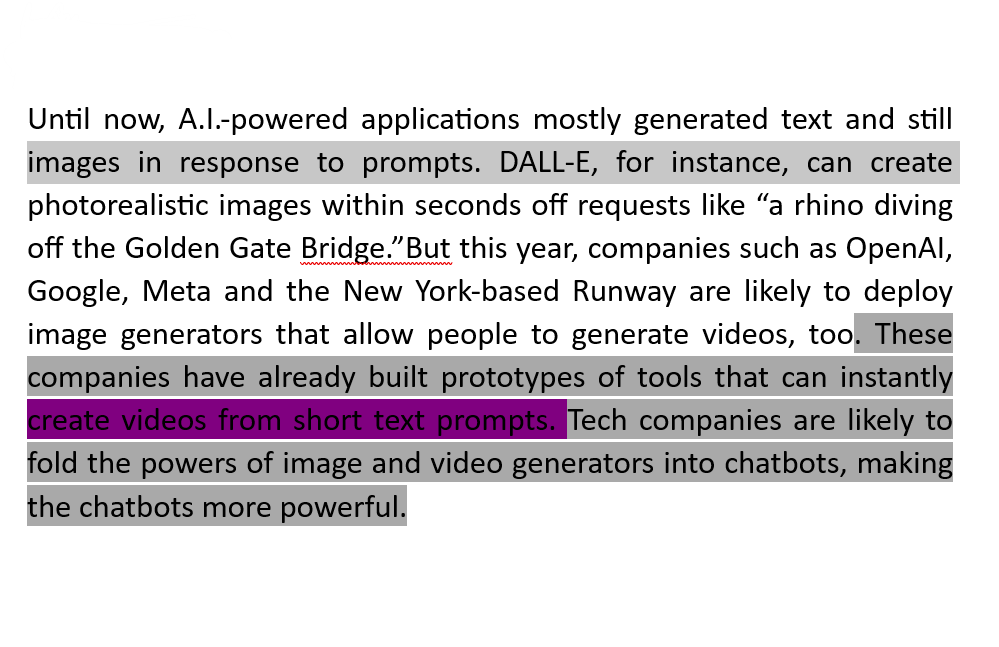 Until now, A.I.-powered applications mostly generated text and still
images in response to prompts. DALL-E, for instance, can create
photorealistic images within seconds off requests like “a rhino diving
off the Golden Gate Bridge.”But this year, companies such as OpenAI,
Google, Meta and the New York-based Runway are likely to deploy
image generators that allow people to generate videos, too. These
companies have already built prototypes of tools that can instantly
create videos from short text prompts. Tech companies are likely to
fold the powers of image and video generators into chatbots, making
the chatbots more powerful.